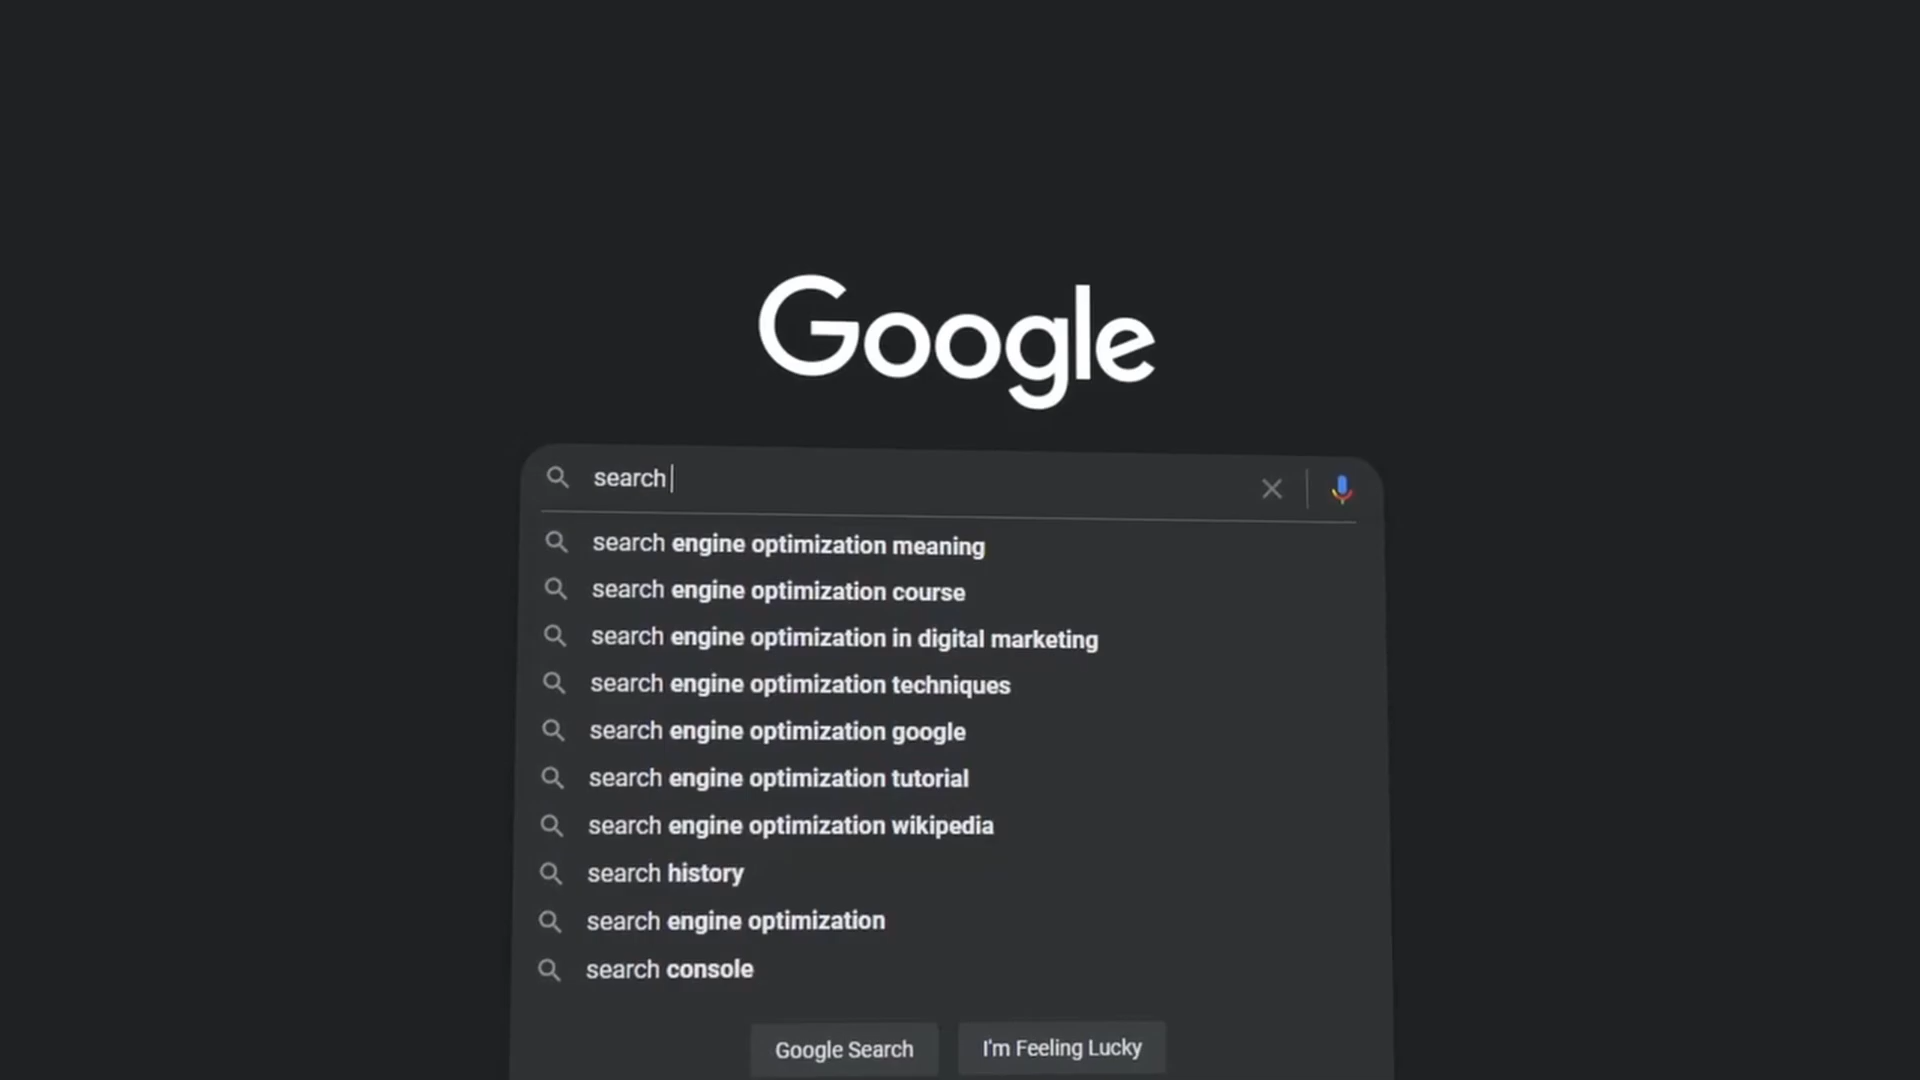 Google
search
search engine optimization meaning
search engine optimization course
search engine optimization in digital marketing
search engine optimization techniques
search engine optimization google
search engine optimization tutorial
search engine optimization wikipedia
search history
search engine optimization
search console
Google Search I'm Feeling Lucky